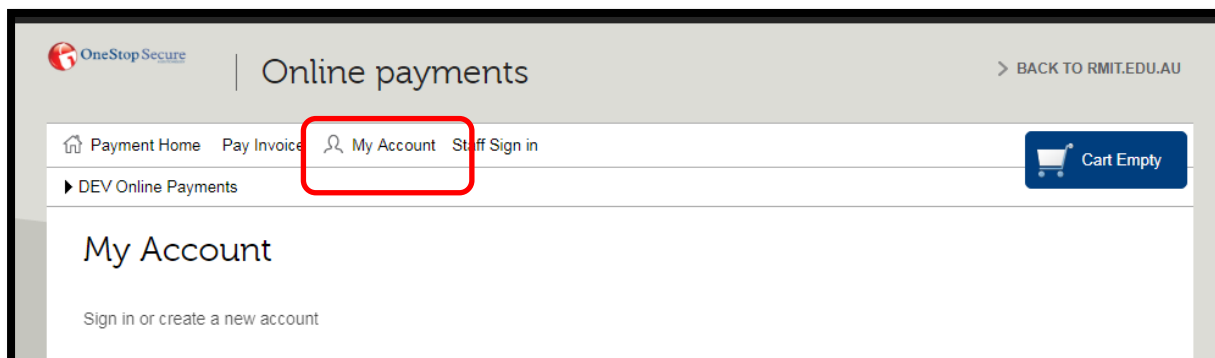 OneStop Secure
Online payments
BACK TO RMIT.EDU.AU
Payment Home Pay Invoice My Account Staff Sign in
Cart Empty
DEV Online Payments
My Account
Sign in or create a new account